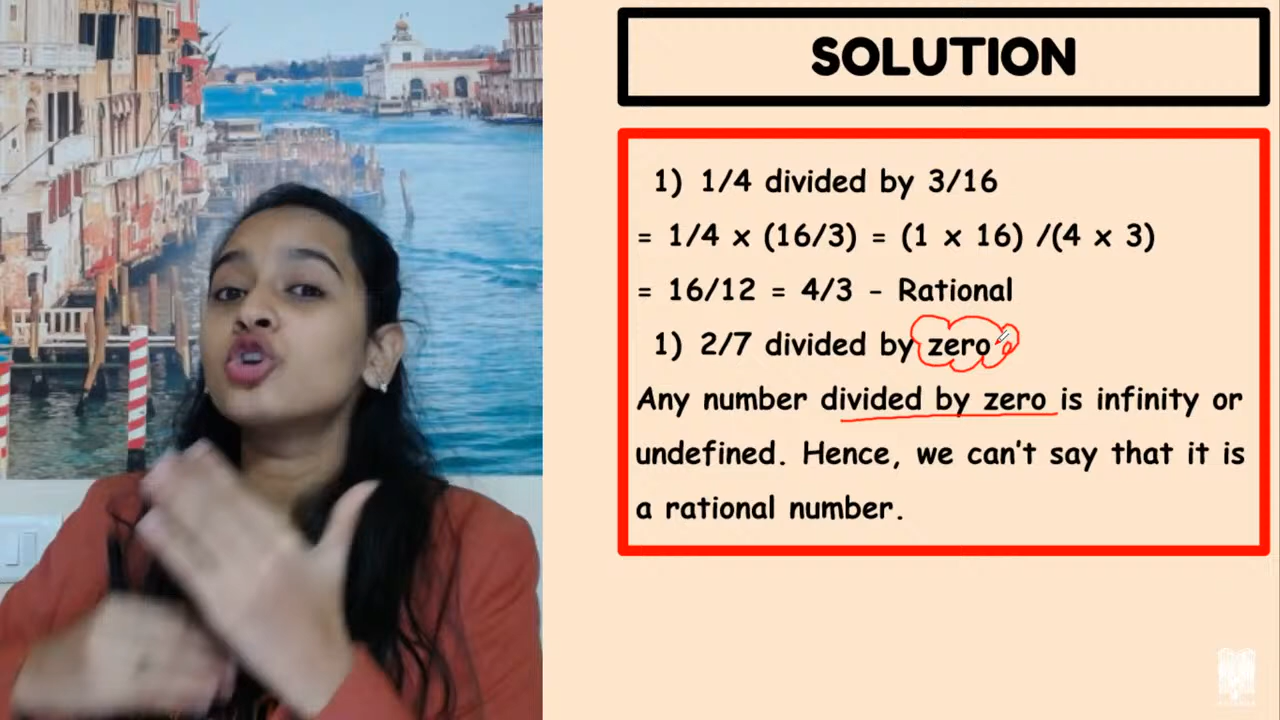 SOLUTION
1) 1/4 divided by 3/16
= 1/4 x (16/3) = (1 x 16) /(4 x 3)
= 16/12 = 4/3 - Rational
1) 2/7 divided by zero
Any number divided by zero is infinity or
undefined. Hence, we can't say that it is
a rational number.